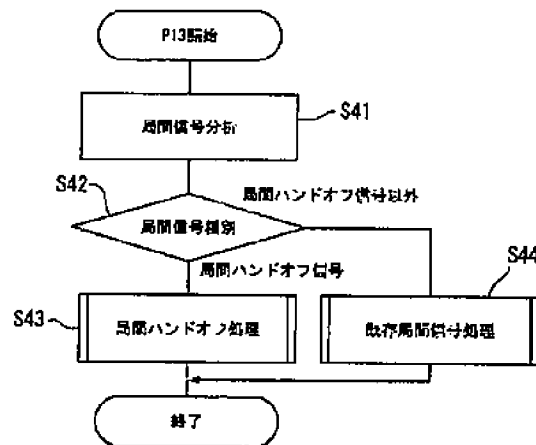 P13開始
局間信号分析
S41
S42
局間ハンドオフ信号以外
局間信号種別
局間ハンドオフ信号
S44
S43
局間ハンドオフ処理
既存局間信号処理
終了